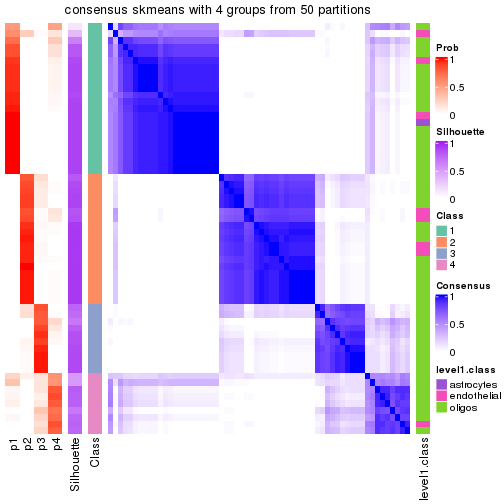 consensus skmeans with 4 groups from 50 partitions
Prob
1
0.5
0
Silhouette
1
0.5
0
Class
1
2
3
4
Consensus
1
0.5
0
level1.class
astrocytes
endothelial
oligos
p1
p2
p3
p4
Silhouette
Class
level1.class